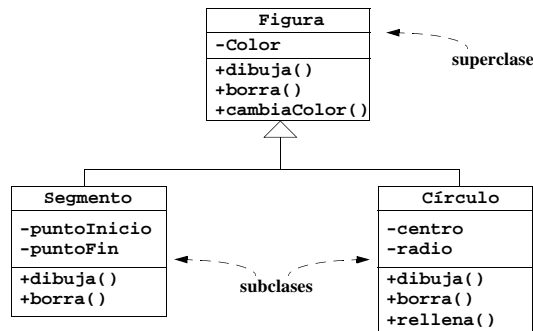 Figura
-Color
+dibuja()
+borra()
+cambiaColor()
superclase
Segmento
-puntoInicio
-puntoFin
+dibuja()
+borra()
subclases
Círculo
-centro
-radio
+dibuja()
+borra()
+rellena()